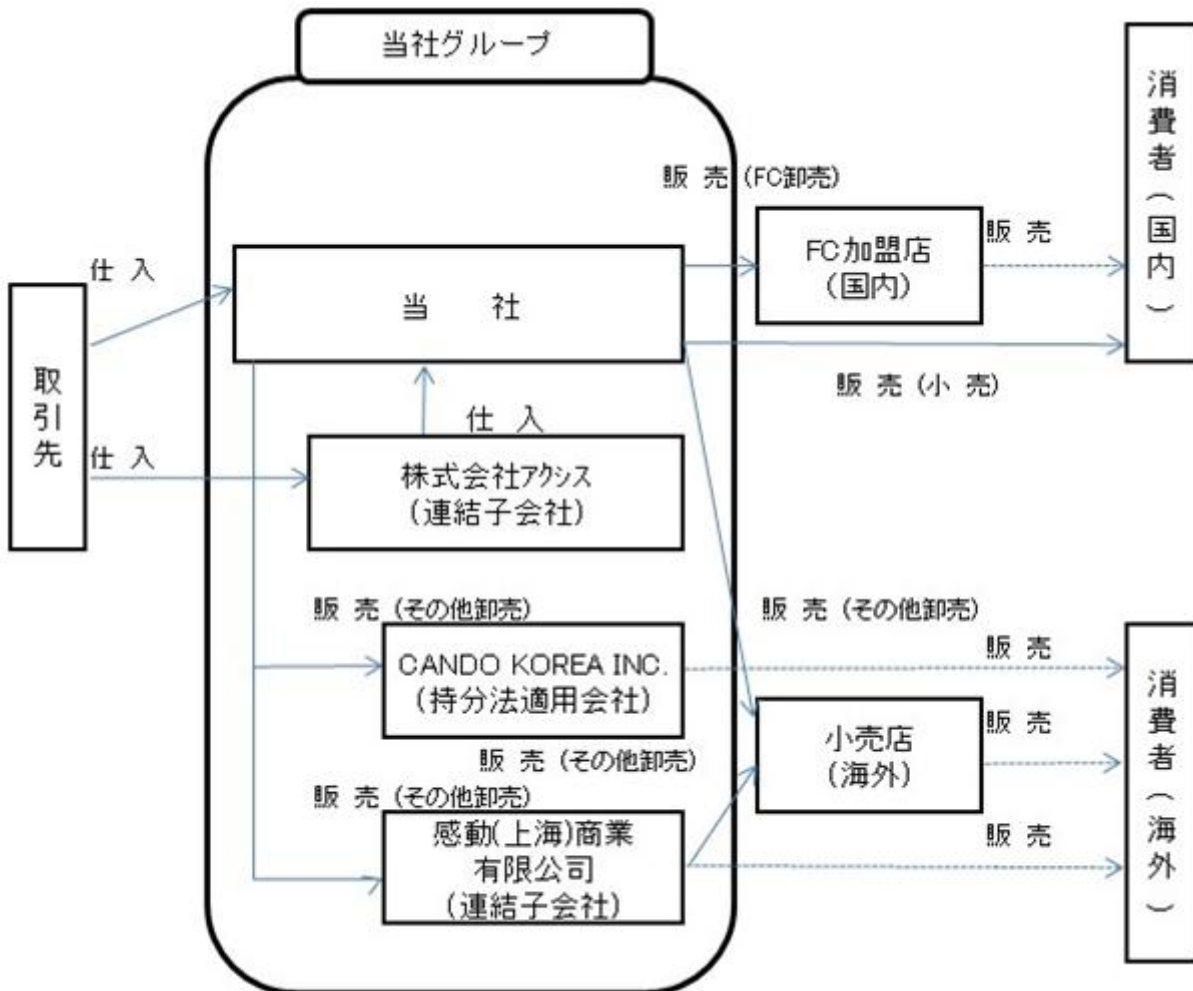 当社グループ
消費者（国内）
販 売 (FC卸売)
FC加盟店
(国内)
販 売
仕 入
当 社
販 売 (小 売)
取引先
仕 入
仕 入
株式会社アクシス
(連結子会社)
販 売 (その他卸売)
販 売 (その他卸売)
CANDO KOREA INC.
(持分法適用会社)
販 売
消費者（海外）
小売店
(海外)
販 売
販 売 (その他卸売)
販 売 (その他卸売)
感動(上海)商業
有限公司
(連結子会社)
販 売